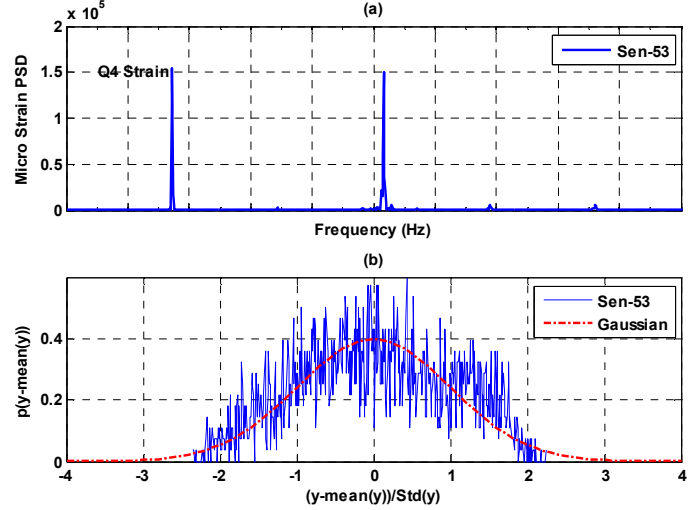 (a)
x 10^5
2
1.5
1
0.5
0
Micro Strain PSD
Q4 Strain
Sen-53
Frequency (Hz)
(b)
0.4
0.2
0
p(y-mean(y))
Sen-53
Gaussian
-4 -3 -2 -1 0 1 2 3 4
(y-mean(y))/Std(y)